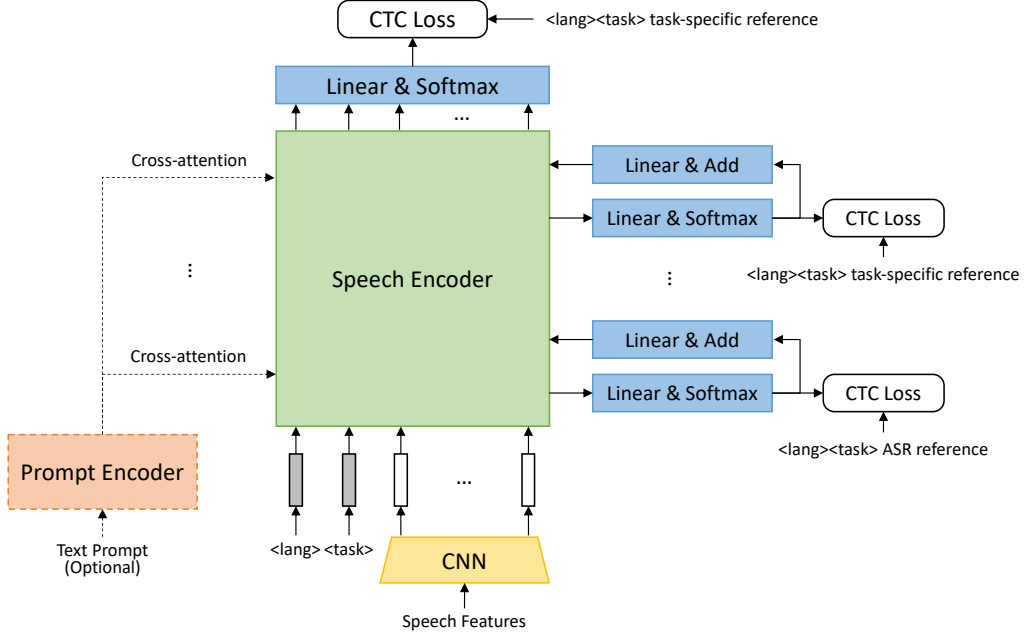 CTC Loss
<lang><task> task-specific reference
Linear & Softmax
...
Cross-attention
Linear & Add
Linear & Softmax
CTC Loss
<lang><task> task-specific reference
...
Speech Encoder
...
Cross-attention
Linear & Add
Linear & Softmax
CTC Loss
<lang><task> ASR reference
Prompt Encoder
...
Text Prompt
(Optional)
<lang>
<task>
CNN
Speech Features